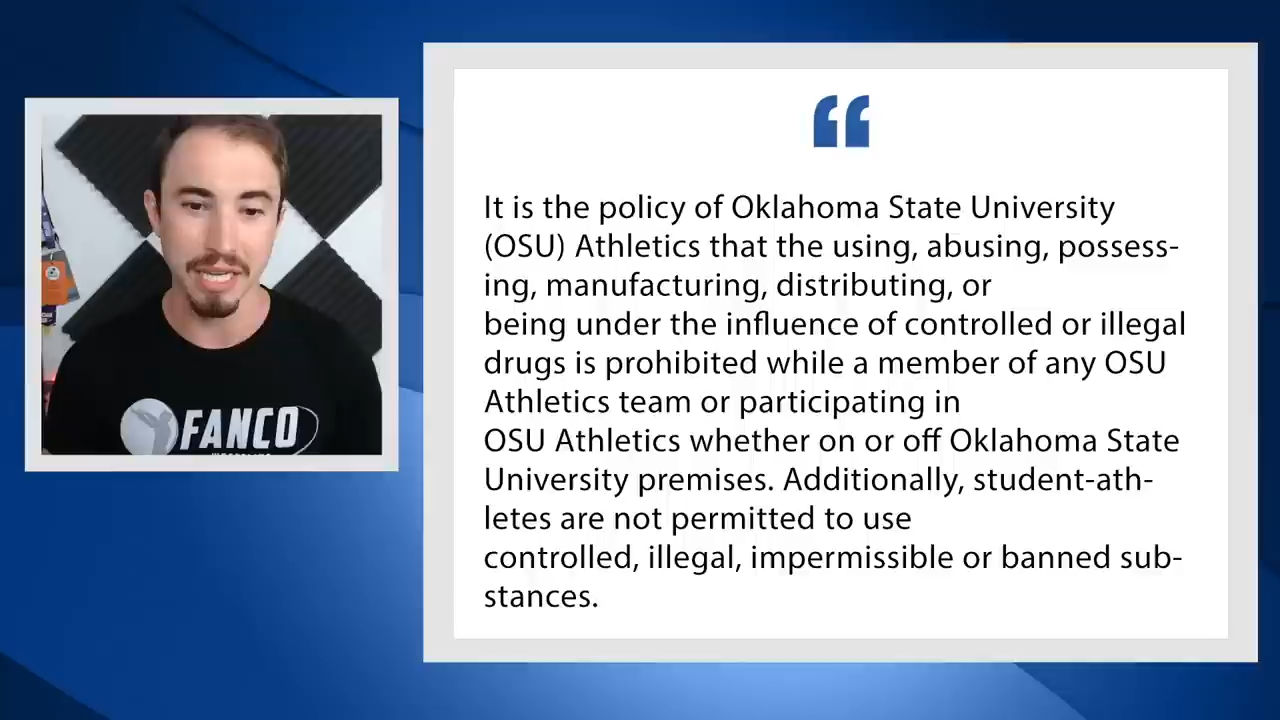 “
It is the policy of Oklahoma State University
(OSU) Athletics that the using, abusing, possess-
ing, manufacturing, distributing, or
being under the influence of controlled or illegal
drugs is prohibited while a member of any OSU
Athletics team or participating in
OSU Athletics whether on or off Oklahoma State
University premises. Additionally, student-ath-
letes are not permitted to use
controlled, illegal, impermissible or banned sub-
stances.
FANCO